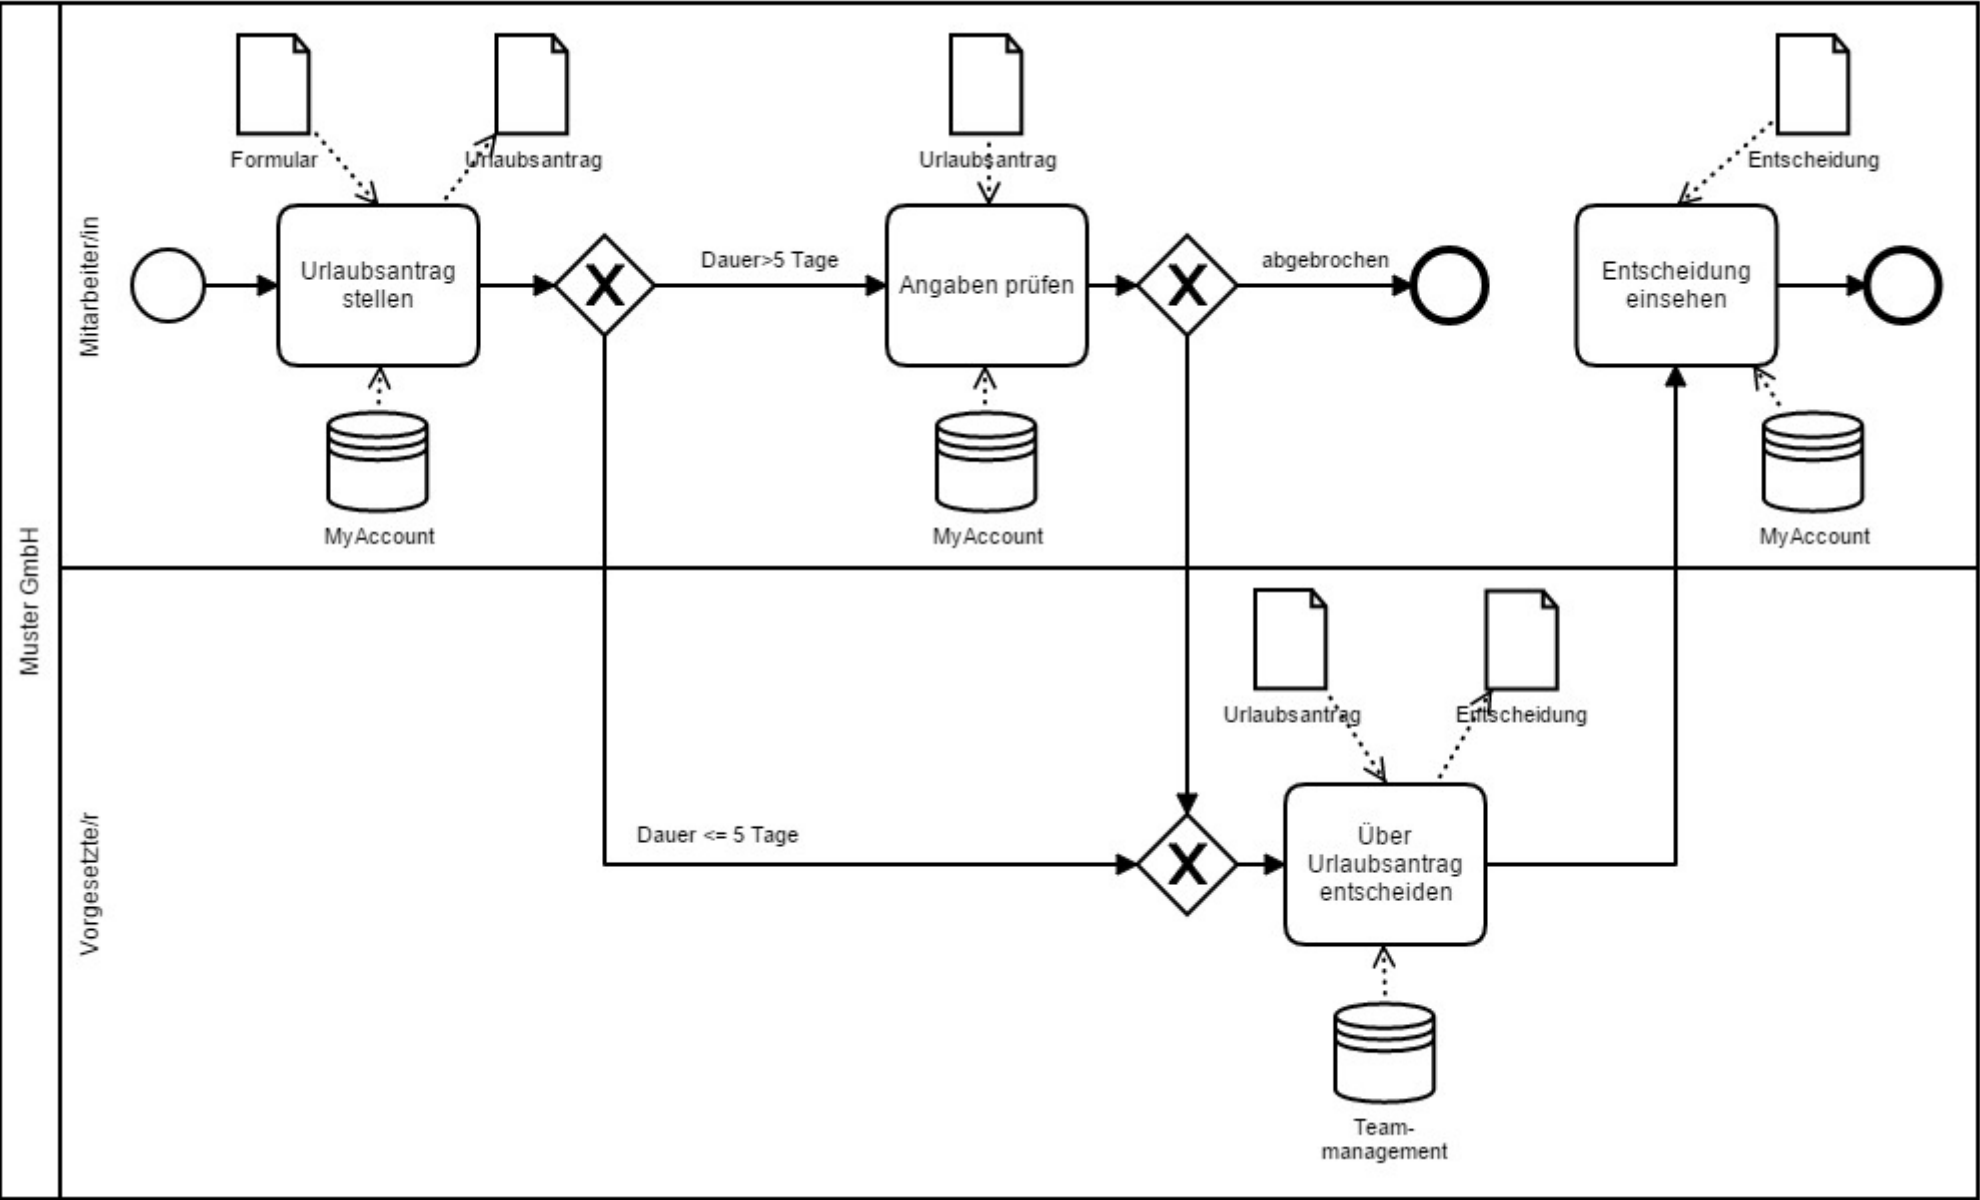 Muster GmbH
Mitarbeiter/in
Formular
Urlaubsantrag
Urlaubsantrag
Entscheidung
Urlaubsantrag
stellen
Dauer>5 Tage
Angaben prüfen
abgebrochen
Entscheidung
einsehen
MyAccount
MyAccount
MyAccount
Vorgesetzte/r
Urlaubsantrag
Entscheidung
Dauer <= 5 Tage
Über
Urlaubsantrag
entscheiden
Team-
management